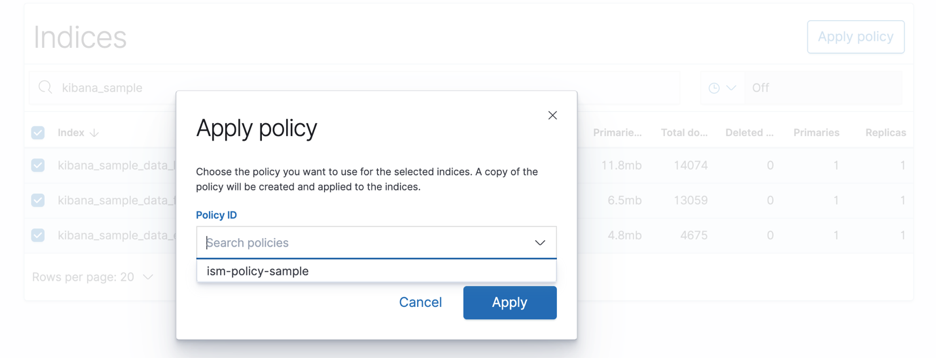 Indices
Apply policy
kibana_sample
Off
Index
Primarie... Total do... Deleted ... Primaries Replicas
kibana_sample_data_ 11.8mb 14074 0 1 1
kibana_sample_data_ 6.5mb 13059 0 1 1
kibana_sample_data_ 4.8mb 4675 0 1 1
Rows per page: 20
Apply policy
Choose the policy you want to use for the selected indices. A copy of the
policy will be created and applied to the indices.
Policy ID
Search policies
ism-policy-sample
Cancel
Apply